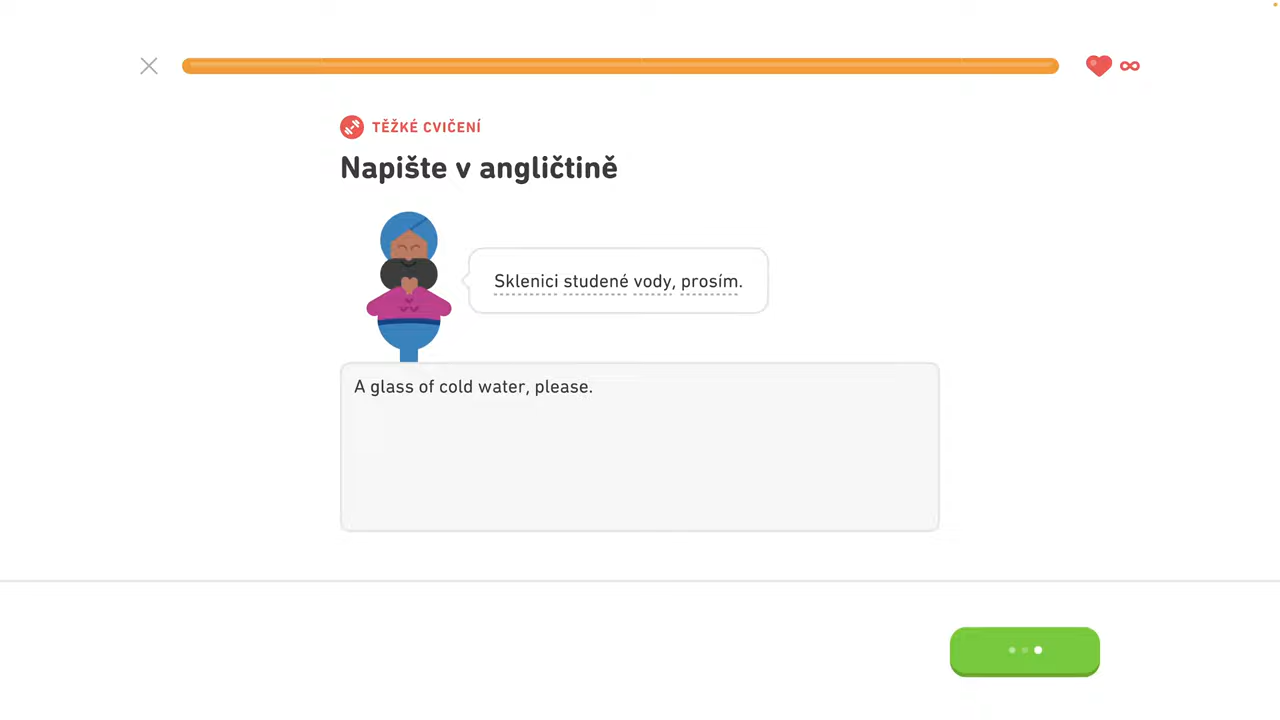 TĚŽKÉ CVIČENÍ
Napište v angličtině
Sklenici studené vody, prosím.
A glass of cold water, please.